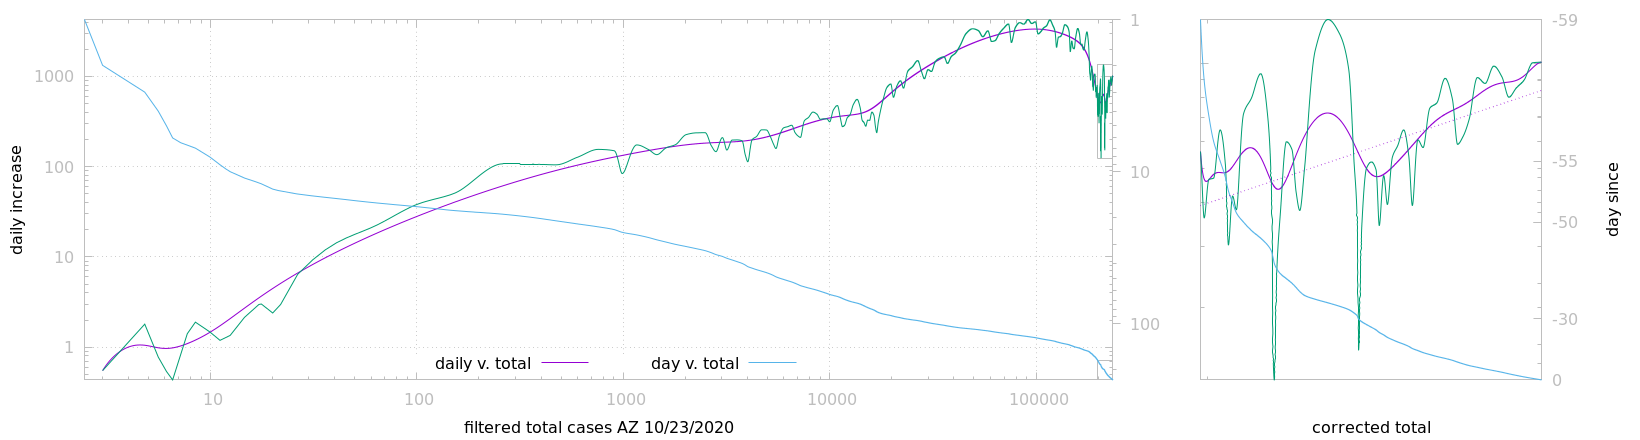 1000
100
10
1
daily increase
daily v. total
day v. total
10
100
1000
10000
100000
filtered total cases AZ 10/23/2020
1
10
100
-59
-55
-50
-30
0
day since
corrected total